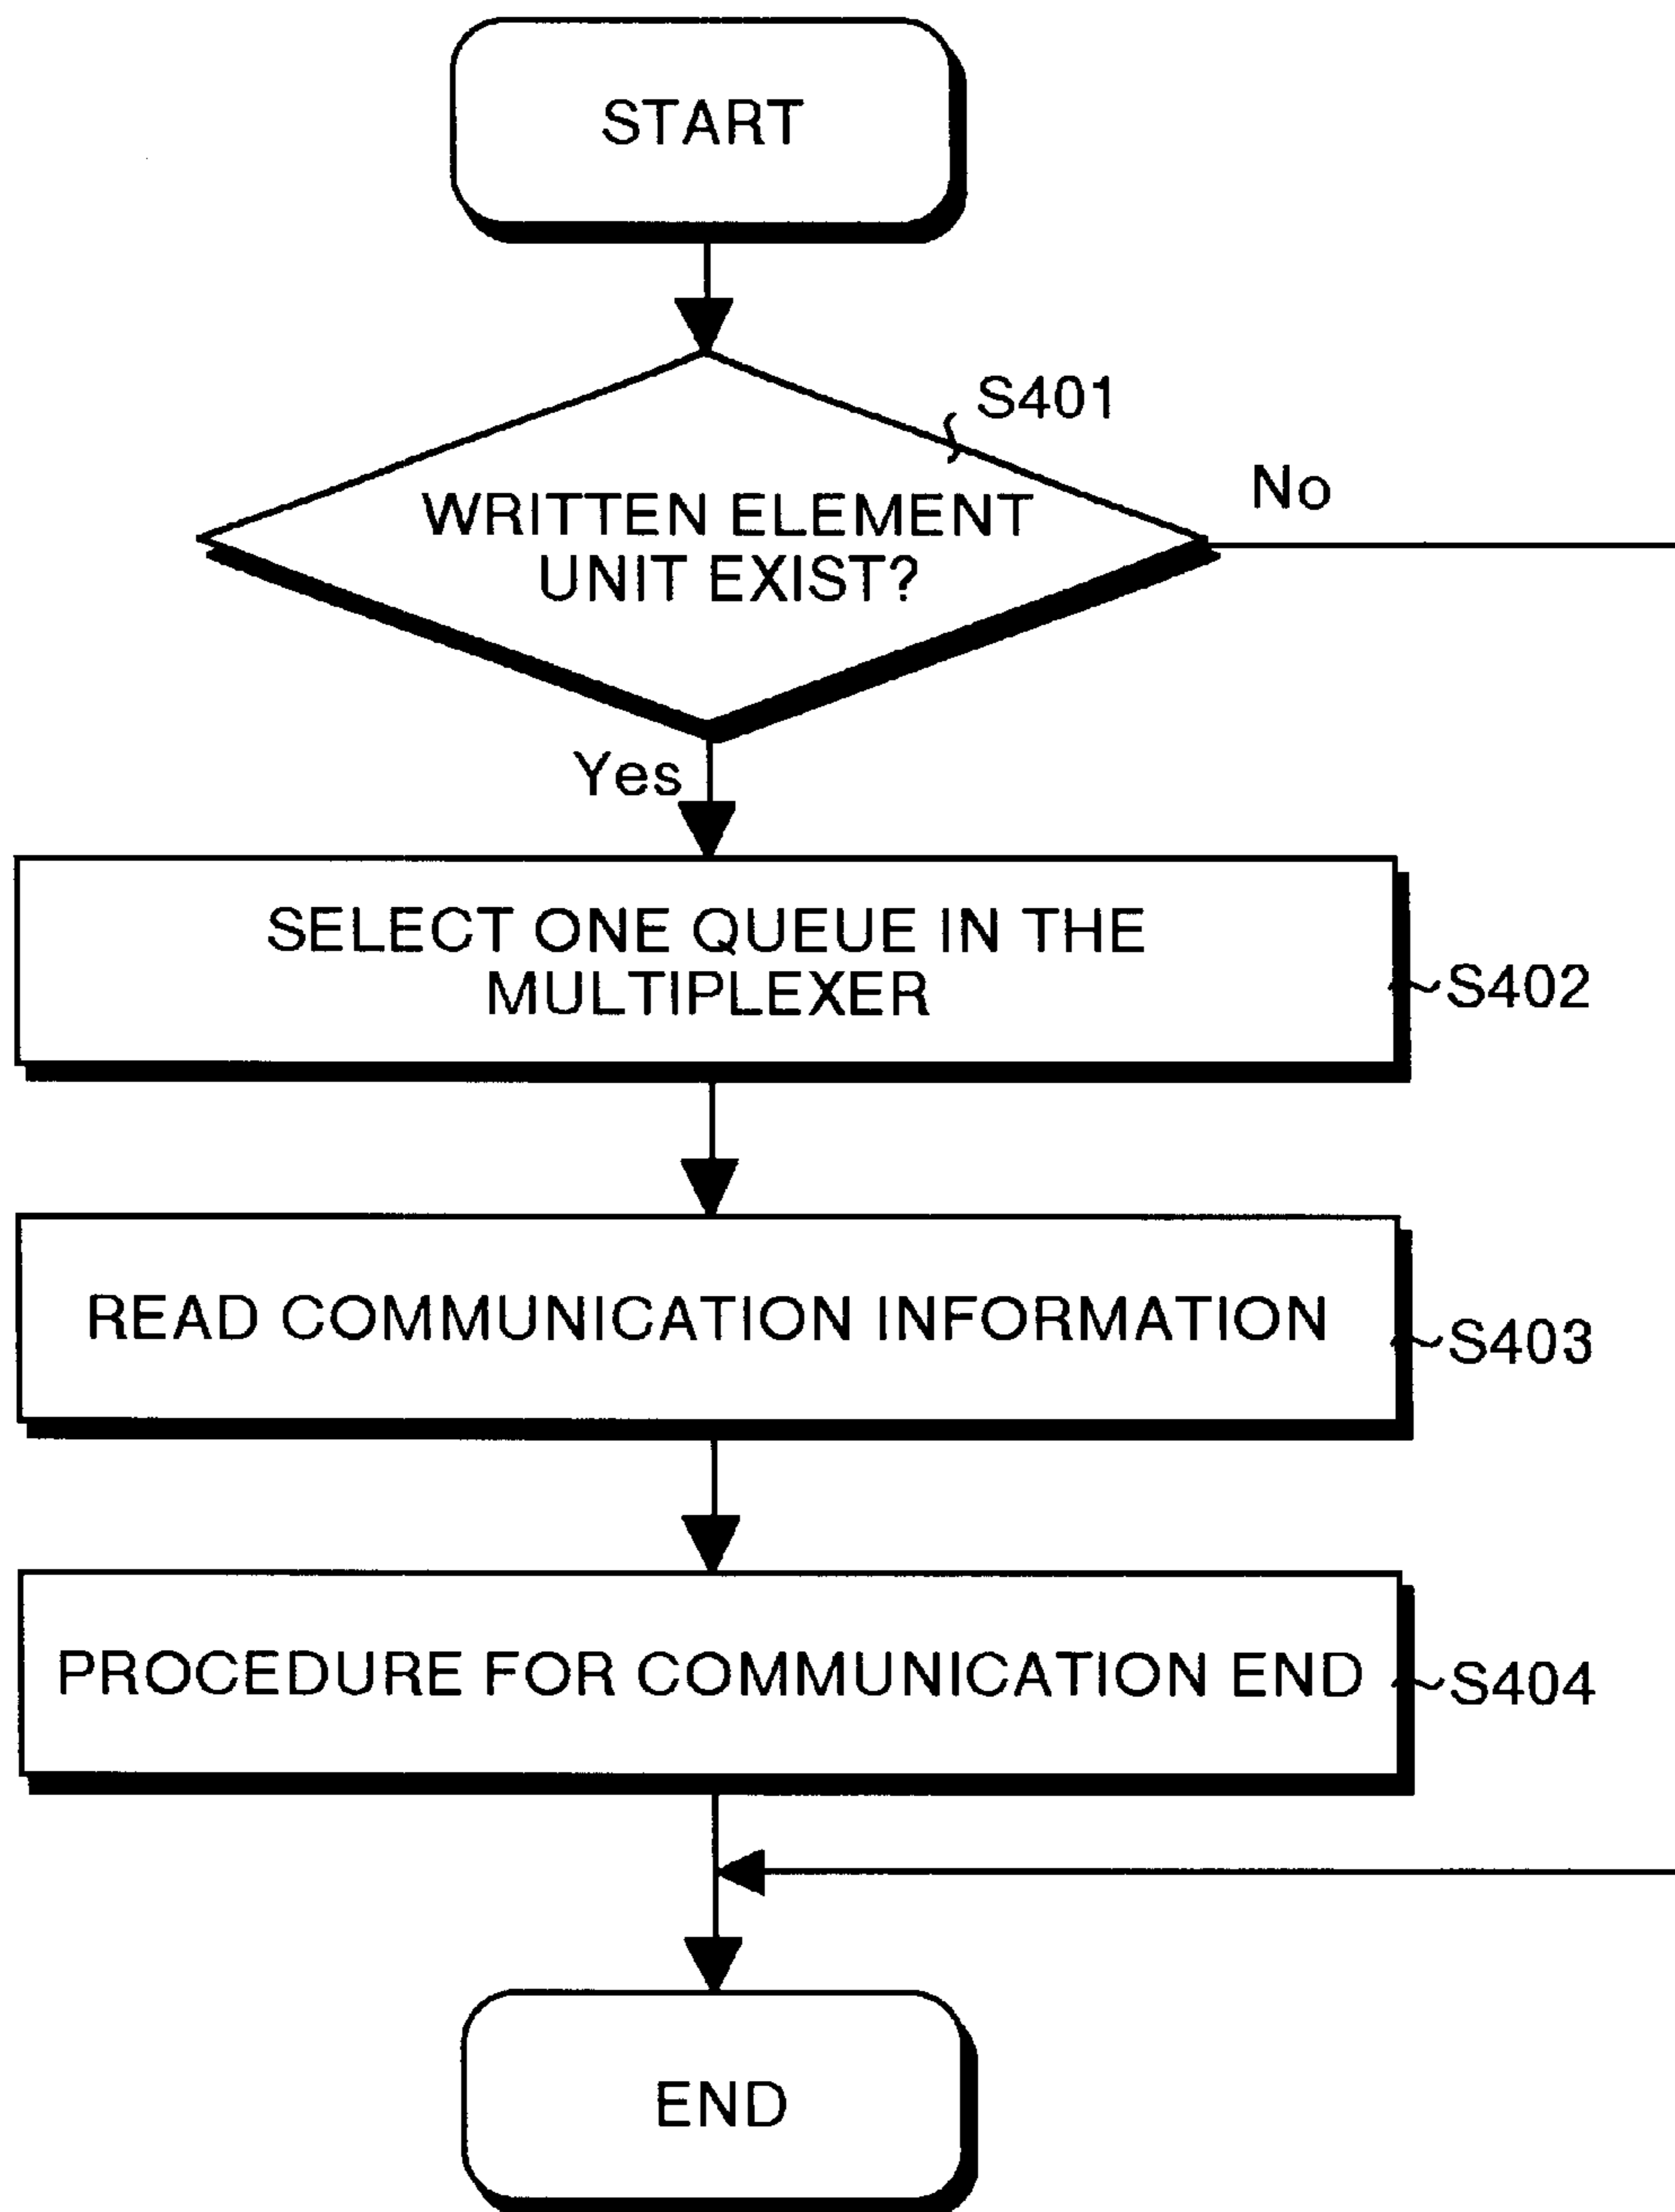 START
S401
No
WRITTEN ELEMENT
UNIT EXIST?
Yes
SELECT ONE QUEUE IN THE
MULTIPLEXER
S402
READ COMMUNICATION INFORMATION
S403
PROCEDURE FOR COMMUNICATION END
S404
END